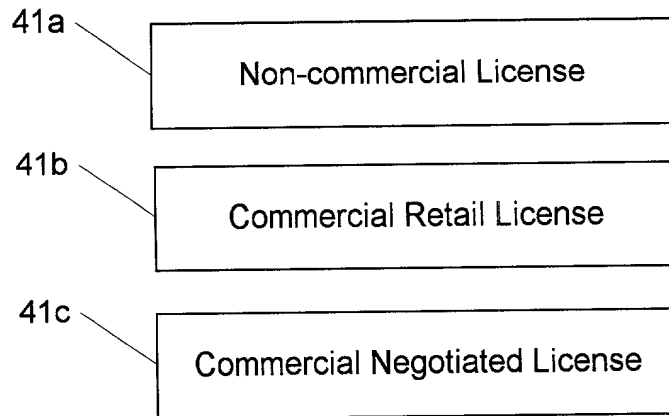 41a
Non-commercial License
41b
Commercial Retail License
41c
Commercial Negotiated License